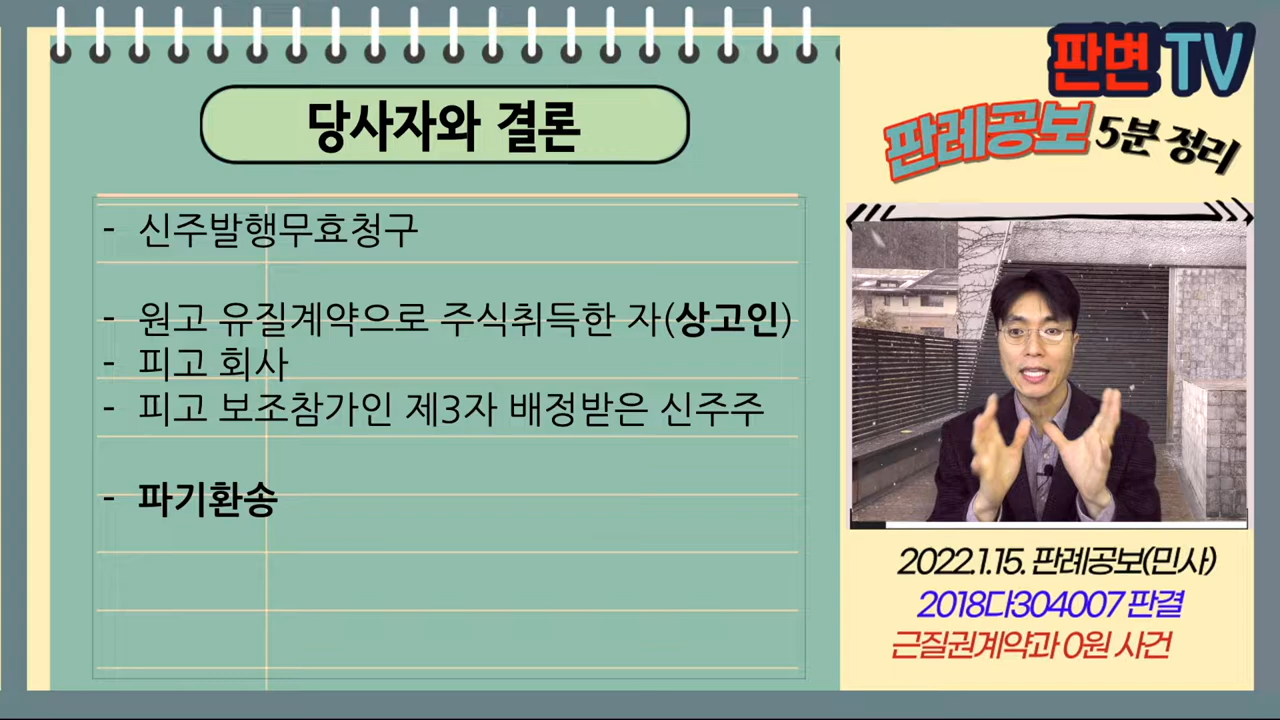 당사자와 결론
- 신주발행무효청구
- 원고 유질계약으로 주식취득한 자(상고인)
- 피고 회사
- 피고 보조참가인 제3자 배정받은 신주주
- 파기환송
판변 TV
판례공보 5분 정리
2022.1.15. 판례공보(민사)
2018다304007 판결
근질권계약과 0원 사건